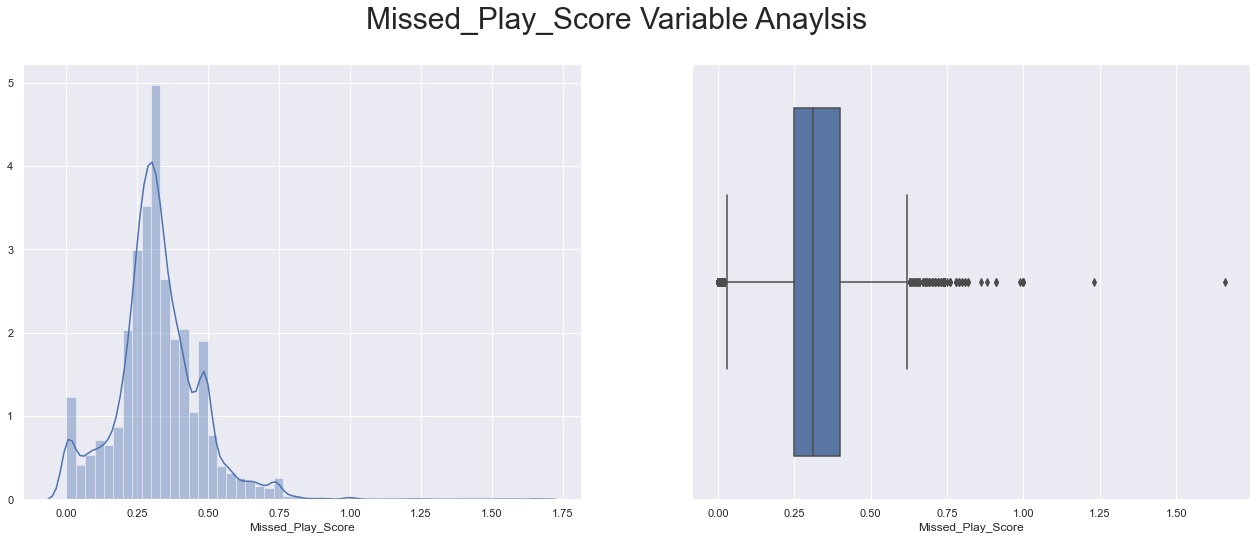 Missed_Play_Score Variable Anaylsis
5
4
3
2
1
0
0.00 0.25 0.50 0.75 1.00 1.25 1.50 1.75
Missed_Play_Score
0.00 0.25 0.50 0.75 1.00 1.25 1.50
Missed_Play_Score